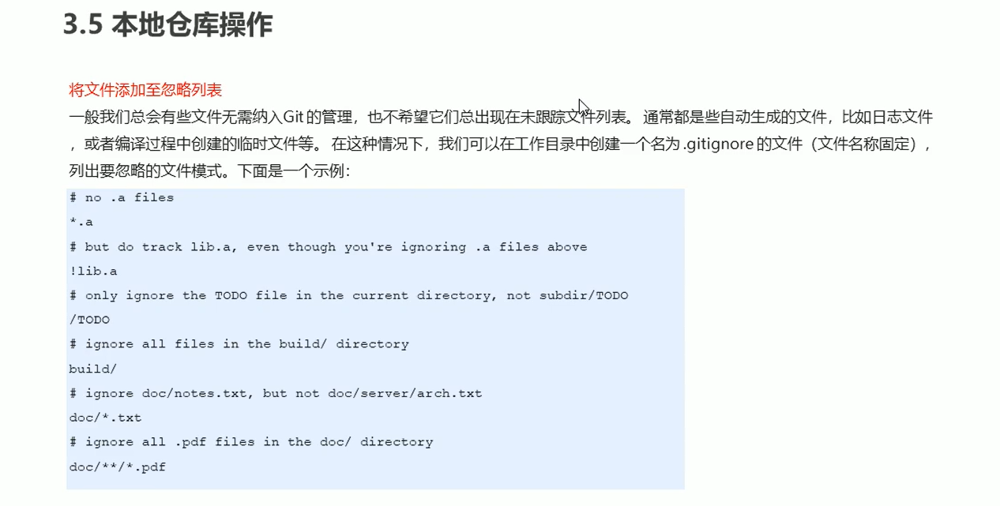 3.5 本地仓库操作
将文件添加至忽略列表
一般我们总会有些文件无需纳入Git 的管理，也不希望它们总出现在未跟踪文件列表。 通常都是些自动生成的文件，比如日志文件
，或者编译过程中创建的临时文件等。 在这种情况下，我们可以在工作目录中创建一个名为 .gitignore 的文件（文件名称固定），
列出要忽略的文件模式。下面是一个示例：
# no .a files
*.a
# but do track lib.a, even though you're ignoring .a files above
!lib.a
# only ignore the TODO file in the current directory, not subdir/TODO
/TODO
# ignore all files in the build/ directory
build/
# ignore doc/notes.txt, but not doc/server/arch.txt
doc/*.txt
# ignore all .pdf files in the doc/ directory
doc/**/*.pdf